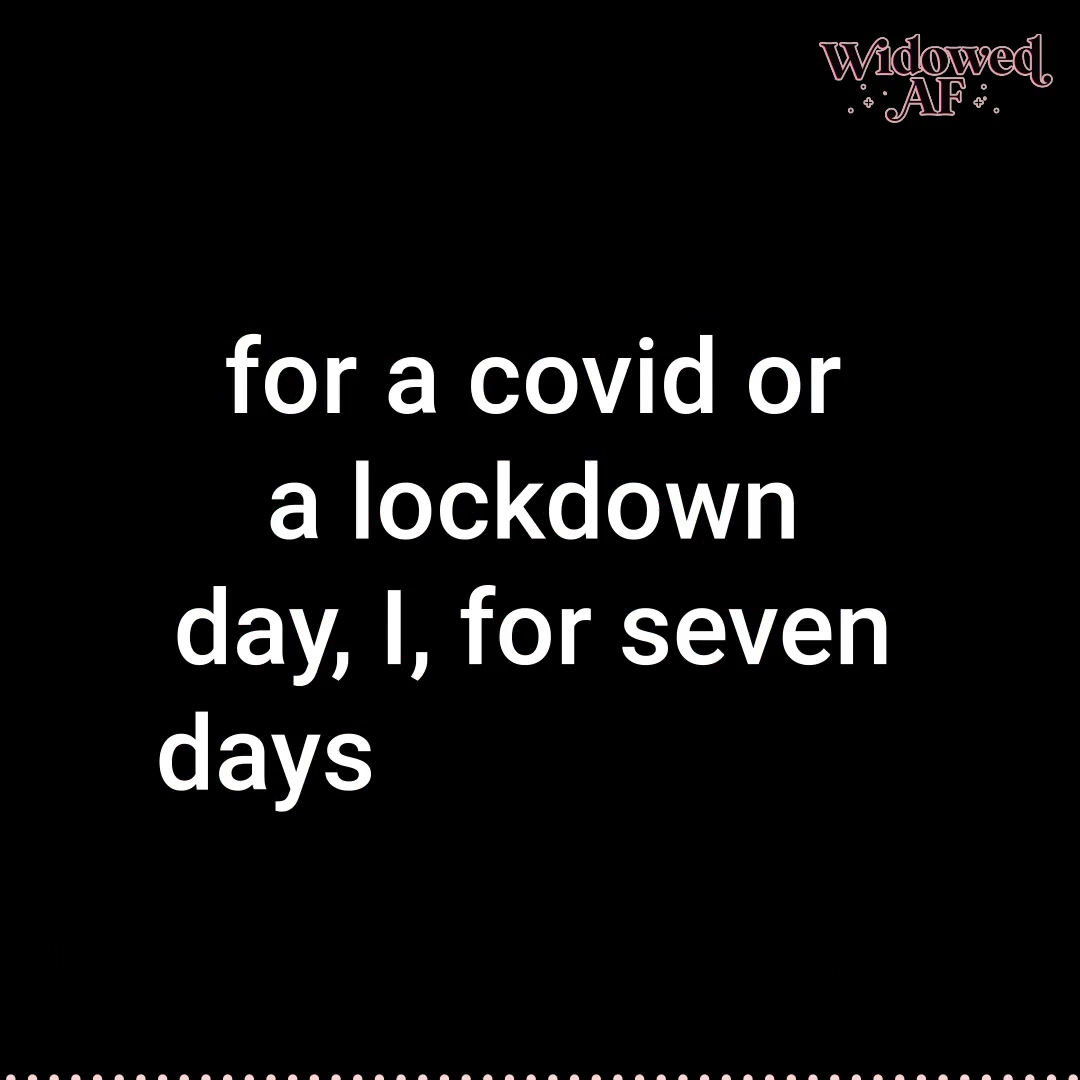 Widowed
AF
for a covid or
a lockdown
day, I, for seven
days